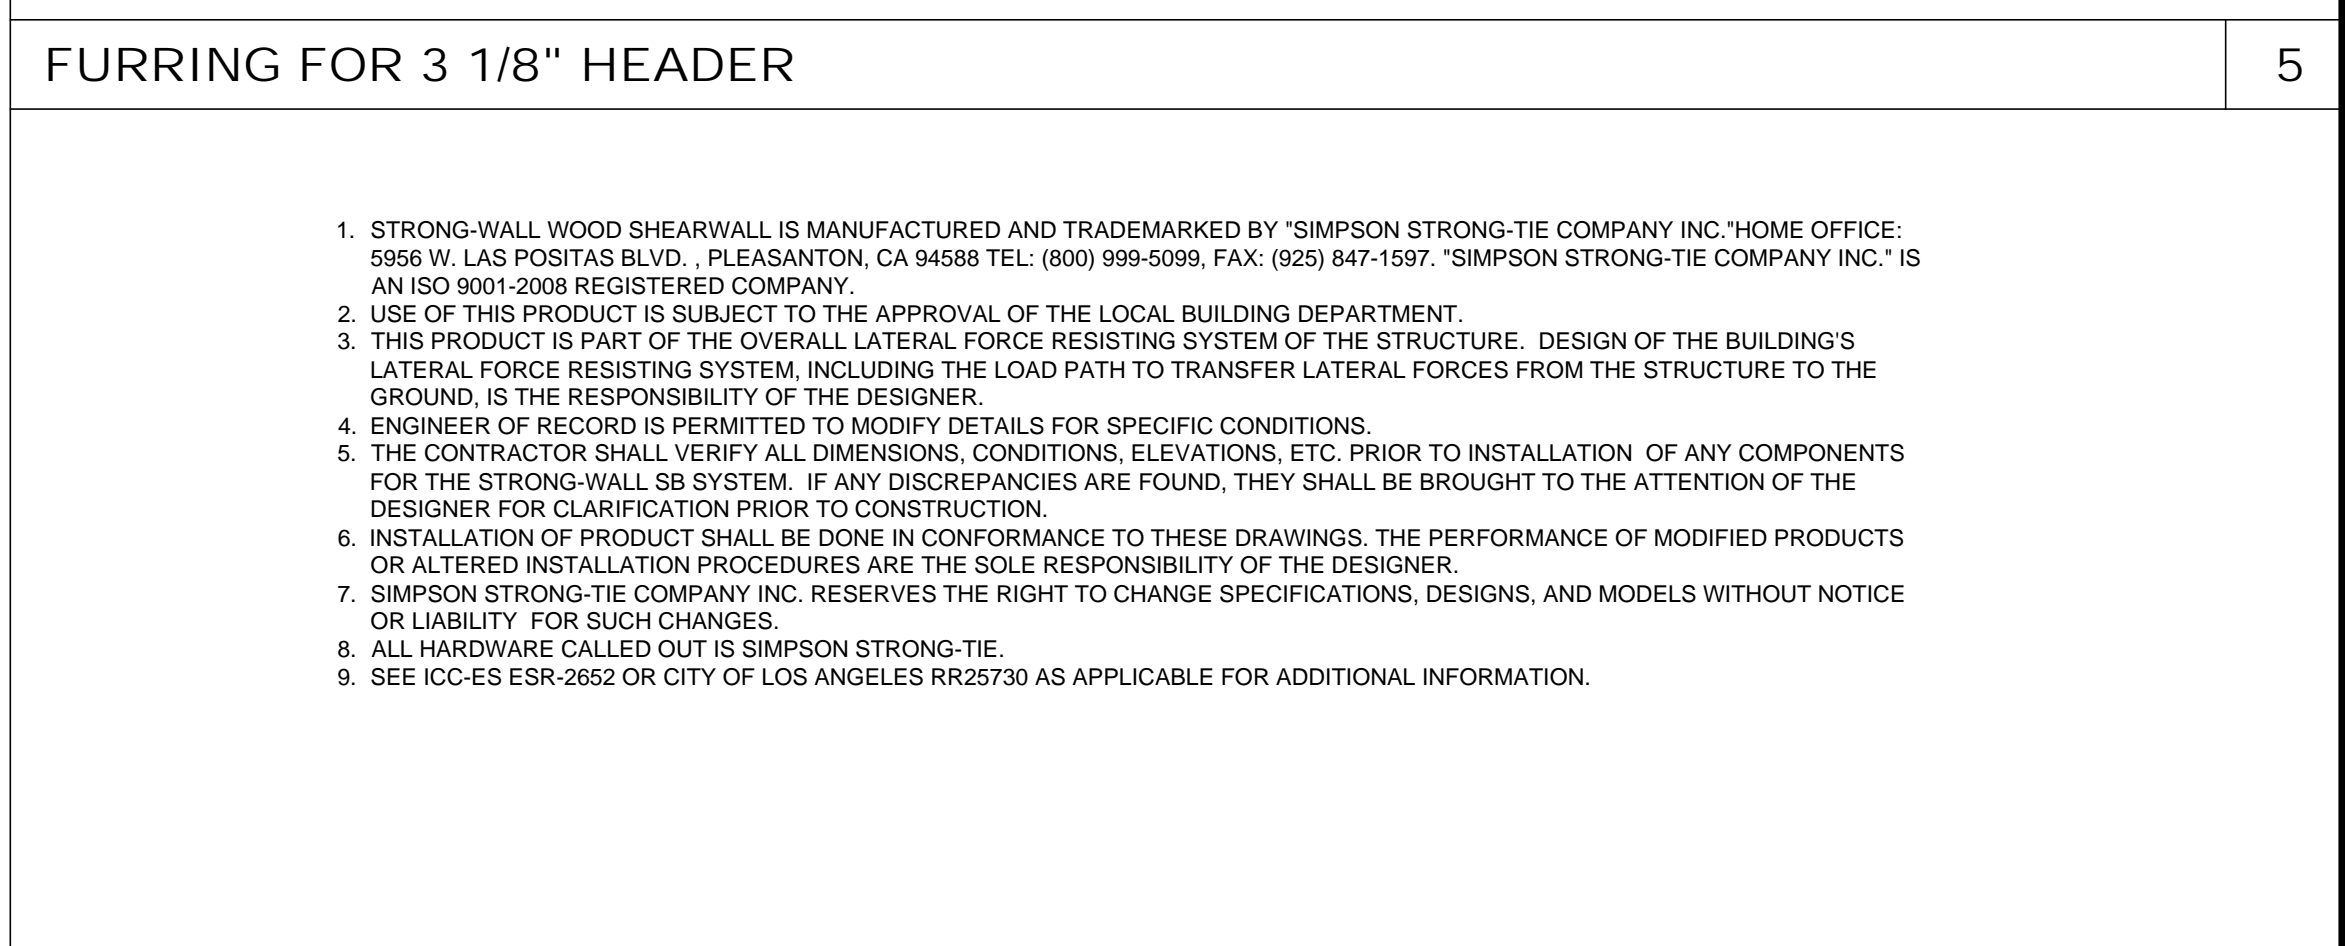 FURRING FOR 3 1/8" HEADER
5
1. STRONG-WALL WOOD SHEARWALL IS MANUFACTURED AND TRADEMARKED BY "SIMPSON STRONG-TIE COMPANY INC."HOME OFFICE:
5956 W. LAS POSITAS BLVD. , PLEASANTON, CA 94588 TEL: (800) 999-5099, FAX: (925) 847-1597. "SIMPSON STRONG-TIE COMPANY INC." IS
AN ISO 9001-2008 REGISTERED COMPANY.
2. USE OF THIS PRODUCT IS SUBJECT TO THE APPROVAL OF THE LOCAL BUILDING DEPARTMENT.
3. THIS PRODUCT IS PART OF THE OVERALL LATERAL FORCE RESISTING SYSTEM OF THE STRUCTURE.  DESIGN OF THE BUILDING'S
LATERAL FORCE RESISTING SYSTEM, INCLUDING THE LOAD PATH TO TRANSFER LATERAL FORCES FROM THE STRUCTURE TO THE
GROUND, IS THE RESPONSIBILITY OF THE DESIGNER.
4. ENGINEER OF RECORD IS PERMITTED TO MODIFY DETAILS FOR SPECIFIC CONDITIONS.
5. THE CONTRACTOR SHALL VERIFY ALL DIMENSIONS, CONDITIONS, ELEVATIONS, ETC. PRIOR TO INSTALLATION  OF ANY COMPONENTS
FOR THE STRONG-WALL SB SYSTEM.  IF ANY DISCREPANCIES ARE FOUND, THEY SHALL BE BROUGHT TO THE ATTENTION OF THE
DESIGNER FOR CLARIFICATION PRIOR TO CONSTRUCTION.
6. INSTALLATION OF PRODUCT SHALL BE DONE IN CONFORMANCE TO THESE DRAWINGS. THE PERFORMANCE OF MODIFIED PRODUCTS
OR ALTERED INSTALLATION PROCEDURES ARE THE SOLE RESPONSIBILITY OF THE DESIGNER.
7. SIMPSON STRONG-TIE COMPANY INC. RESERVES THE RIGHT TO CHANGE SPECIFICATIONS, DESIGNS, AND MODELS WITHOUT NOTICE
OR LIABILITY  FOR SUCH CHANGES.
8. ALL HARDWARE CALLED OUT IS SIMPSON STRONG-TIE.
9. SEE ICC-ES ESR-2652 OR CITY OF LOS ANGELES RR25730 AS APPLICABLE FOR ADDITIONAL INFORMATION.